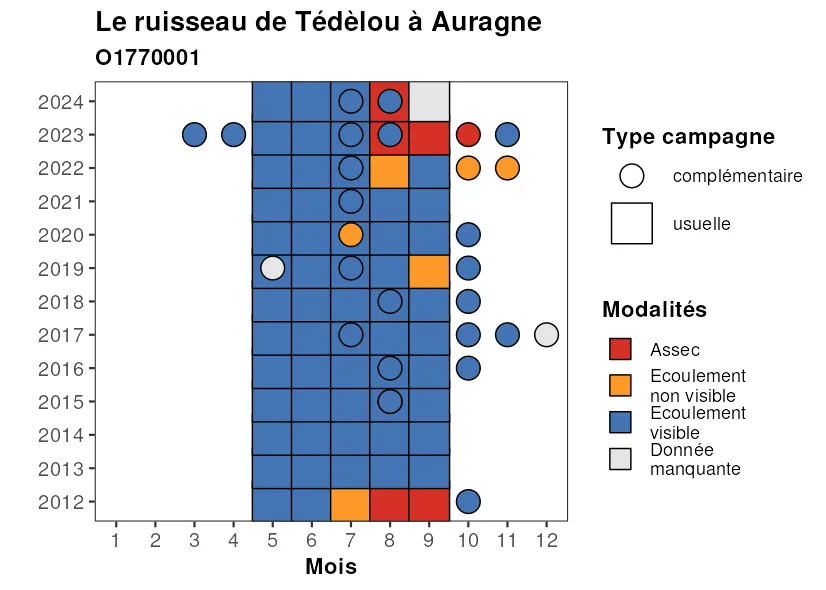 Le ruisseau de Tédèlou à Auragne
O1770001
2024
2023
2022
2021
2020
2019
2018
2017
2016
2015
2014
2013
2012
1 2 3 4 5 6 7 8 9 10 11 12
Mois
Type campagne
complémentaire
usuelle
Modalités
Assec
Ecoulement
non visible
Ecoulement
visible
Donnée
manquante